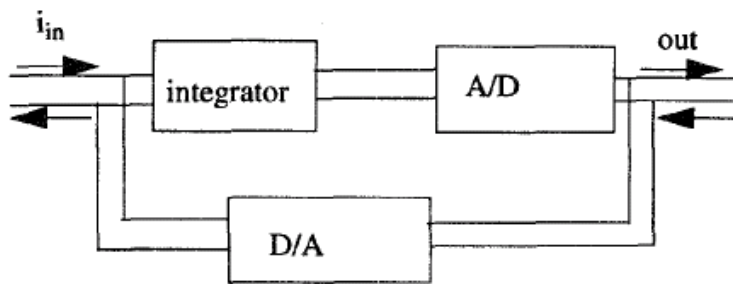 i_in
out
integrator
A/D
D/A